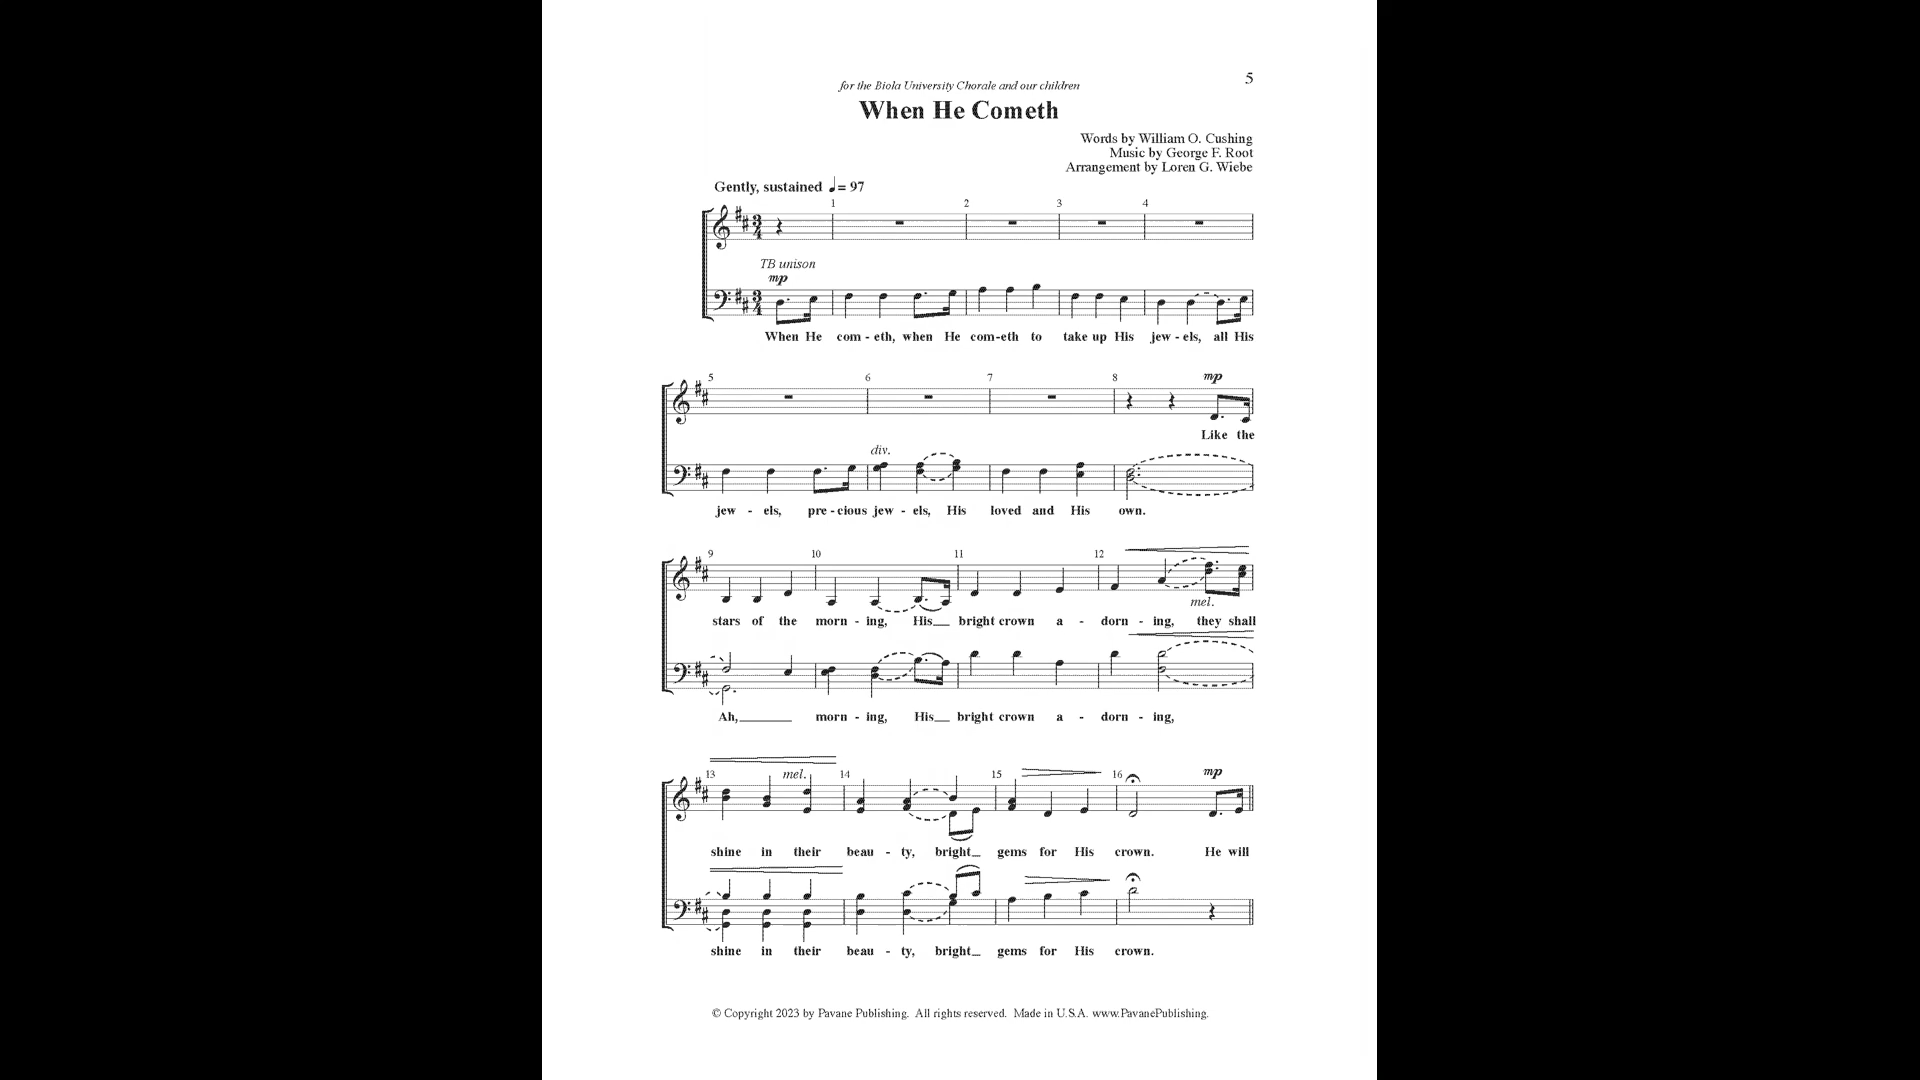 5
for the Biola University Chorale and our children
When He Cometh
Words by William O. Cushing
Music by George F. Root
Arrangement by Loren G. Wiebe
Gently, sustained ♩= 97
1 2 3 4
TB unison
mp
When He com - eth, when He com-eth to take up His jew - els, all His
5 6 7 8 mp
Like the
div.
jew - els, pre - cious jew - els, His loved and His own.
9 10 11 12
mel.
stars of the morn - ing, His__ bright crown a - dorn - ing, they shall
Ah,________ morn - ing, His__ bright crown a - dorn - ing,
13 mel. 14 15 16 mp
shine in their beau - ty, bright__ gems for His crown. He will
shine in their beau - ty, bright__ gems for His crown.
© Copyright 2023 by Pavane Publishing. All rights reserved. Made in U.S.A. www.PavanePublishing.